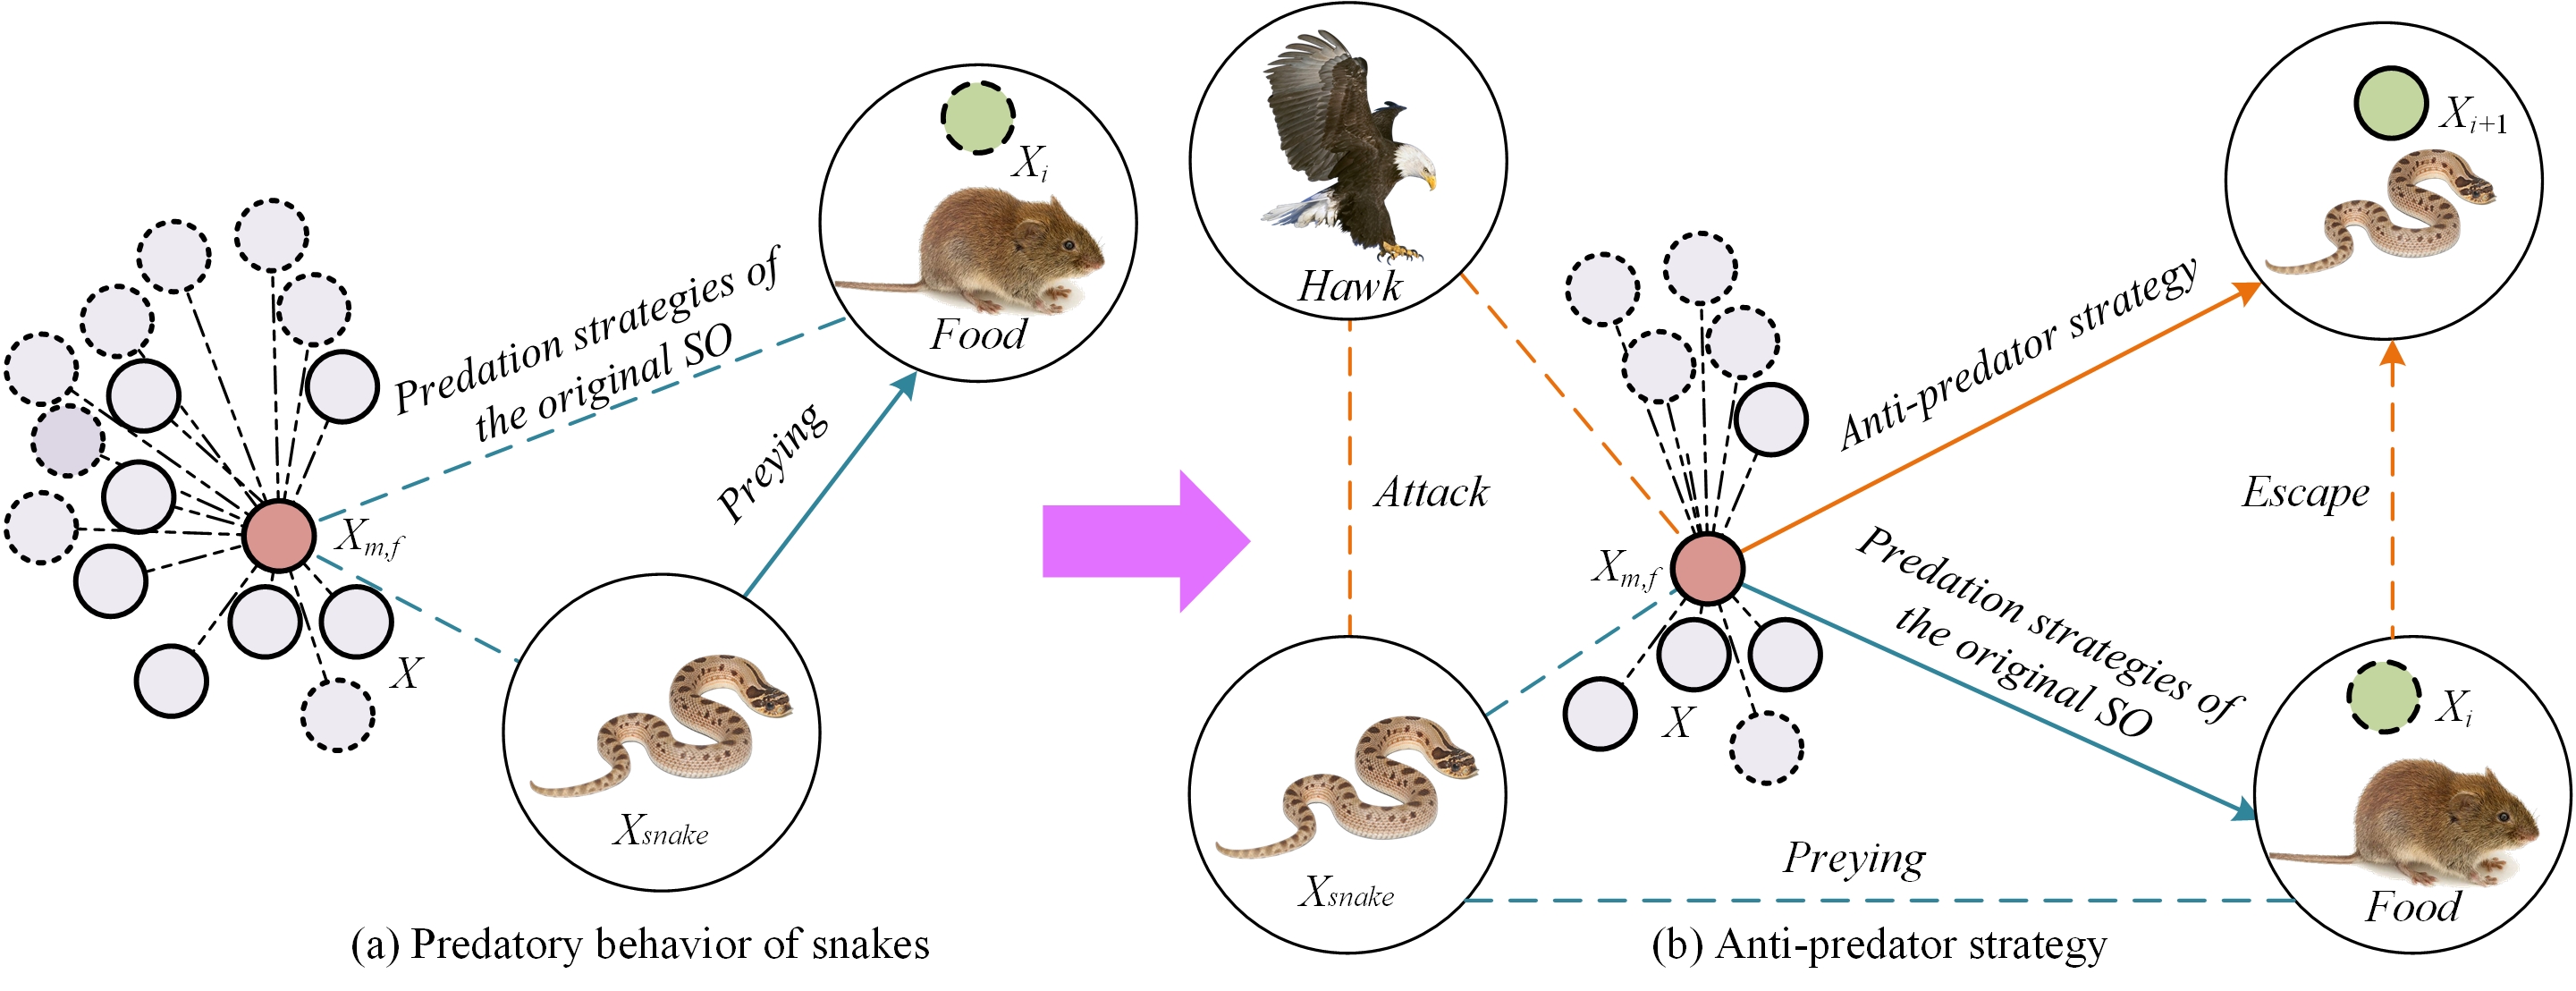 X_i
Food
Predation strategies of
the original SO
Preying
X_{m,f}
X
X_{snake}
(a) Predatory behavior of snakes
Hawk
X_{i+1}
Anti-predator strategy
Attack
Escape
X_{m,f}
Predation strategies of
the original SO
X
X_i
X_{snake}
Preying
Food
(b) Anti-predator strategy